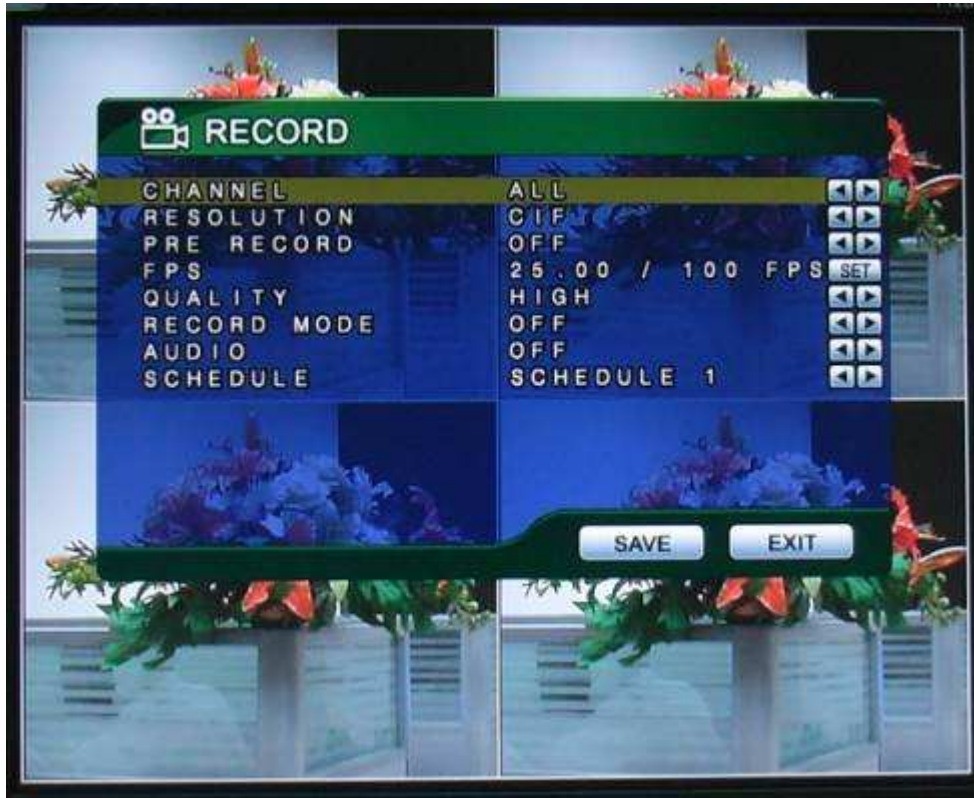 RECORD
CHANNEL ALL
RESOLUTION CIF
PRE RECORD OFF
FPS 25.00 / 100 FPS SET
QUALITY HIGH
RECORD MODE OFF
AUDIO OFF
SCHEDULE SCHEDULE 1
SAVE EXIT